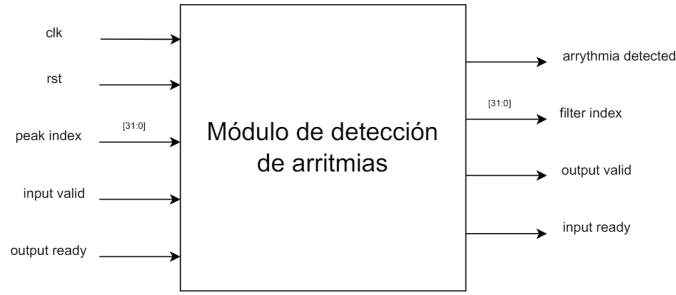 clk
rst
peak index
[31:0]
input valid
output ready
Módulo de detección
de arritmias
arrythmia detected
[31:0]
filter index
output valid
input ready